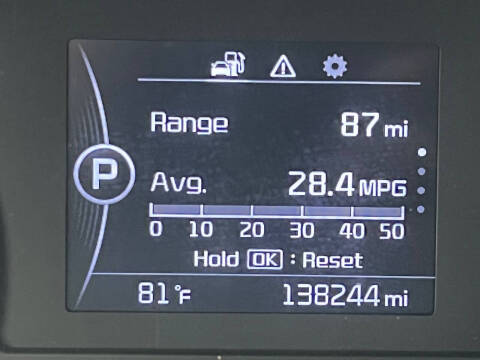 Range 87 mi
P
Avg. 28.4 MPG
0 10 20 30 40 50
Hold OK : Reset
81°F 138244 mi